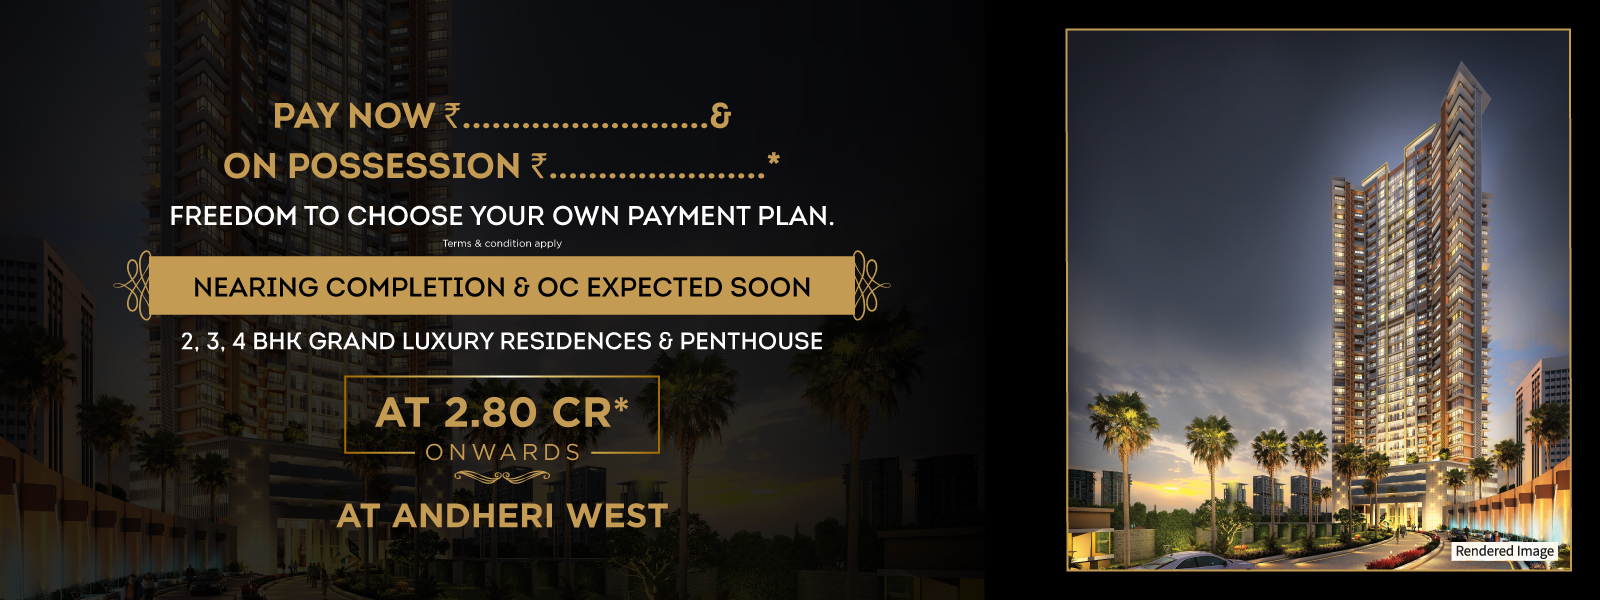 PAY NOW ₹.........................&
ON POSSESSION ₹......................*
FREEDOM TO CHOOSE YOUR OWN PAYMENT PLAN.
Terms & condition apply
NEARING COMPLETION & OC EXPECTED SOON
2, 3, 4 BHK GRAND LUXURY RESIDENCES & PENTHOUSE
AT 2.80 CR*
ONWARDS
AT ANDHERI WEST
Rendered Image